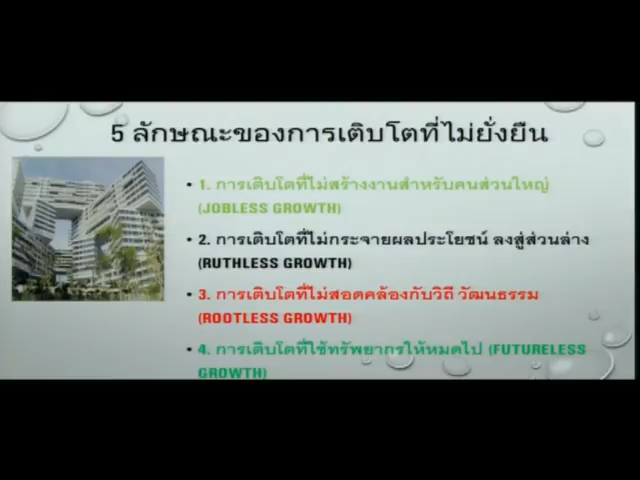 5 ลักษณะของการเติบโตที่ไม่ยั่งยืน
• 1. การเติบโตที่ไม่สร้างงานสำหรับคนส่วนใหญ่
(JOBLESS GROWTH)
• 2. การเติบโตที่ไม่กระจายผลประโยชน์ ลงสู่ส่วนล่าง
(RUTHLESS GROWTH)
• 3. การเติบโตที่ไม่สอดคล้องกับวิถี วัฒนธรรม
(ROOTLESS GROWTH)
• 4. การเติบโตที่ใช้ทรัพยากรให้หมดไป (FUTURELESS
GROWTH)